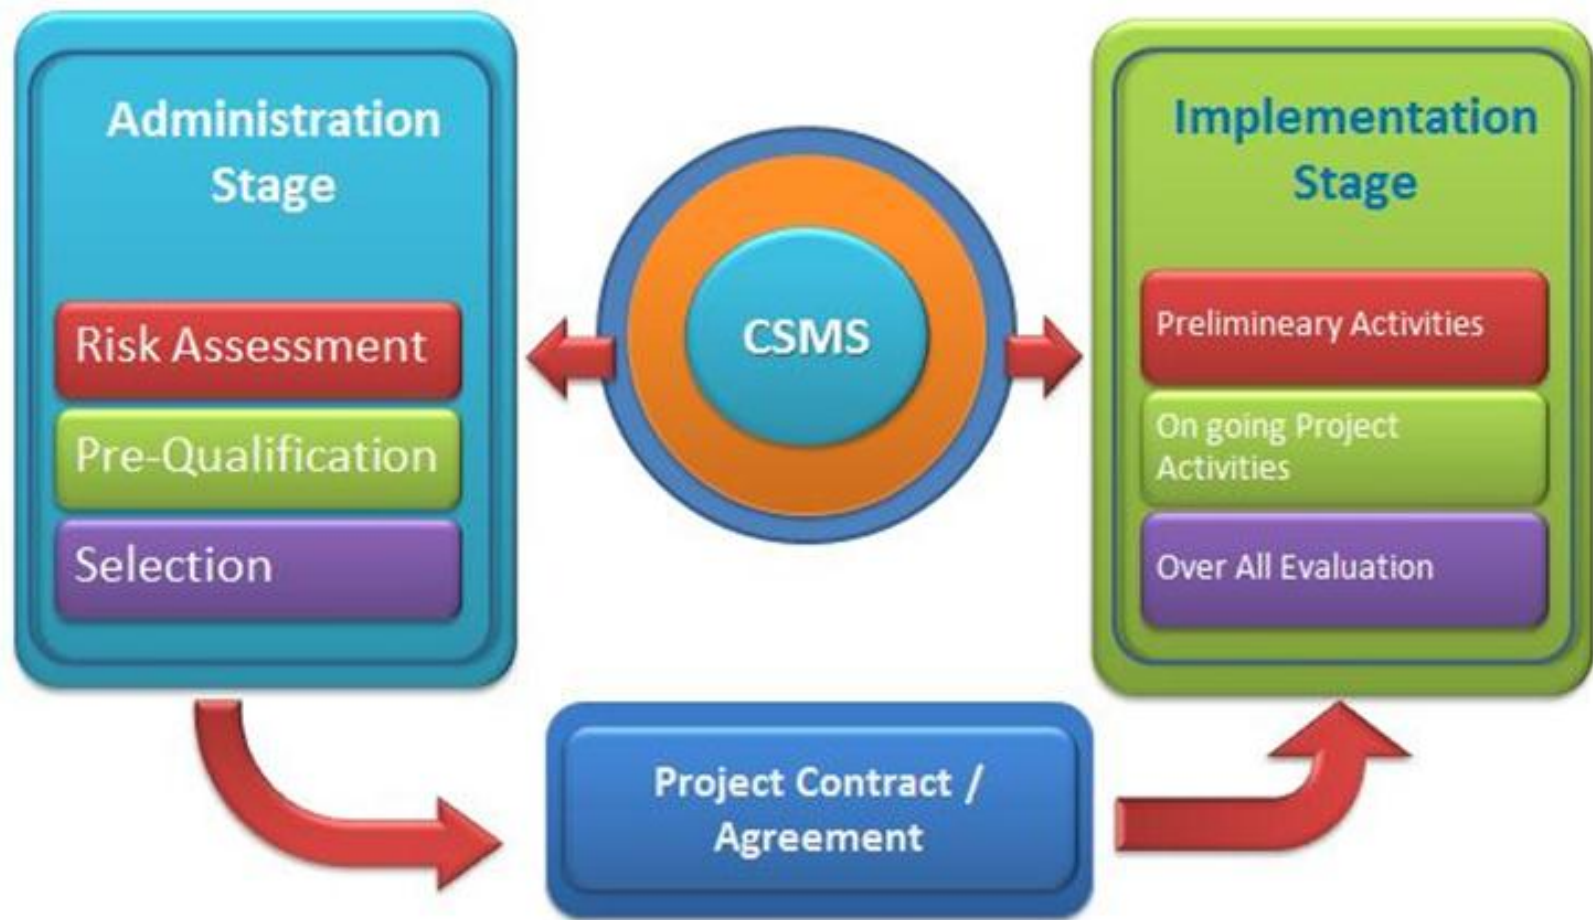 Administration
Stage
Risk Assessment
Pre-Qualification
Selection
CSMS
Implementation
Stage
Prelimineary Activities
On going Project
Activities
Over All Evaluation
Project Contract /
Agreement